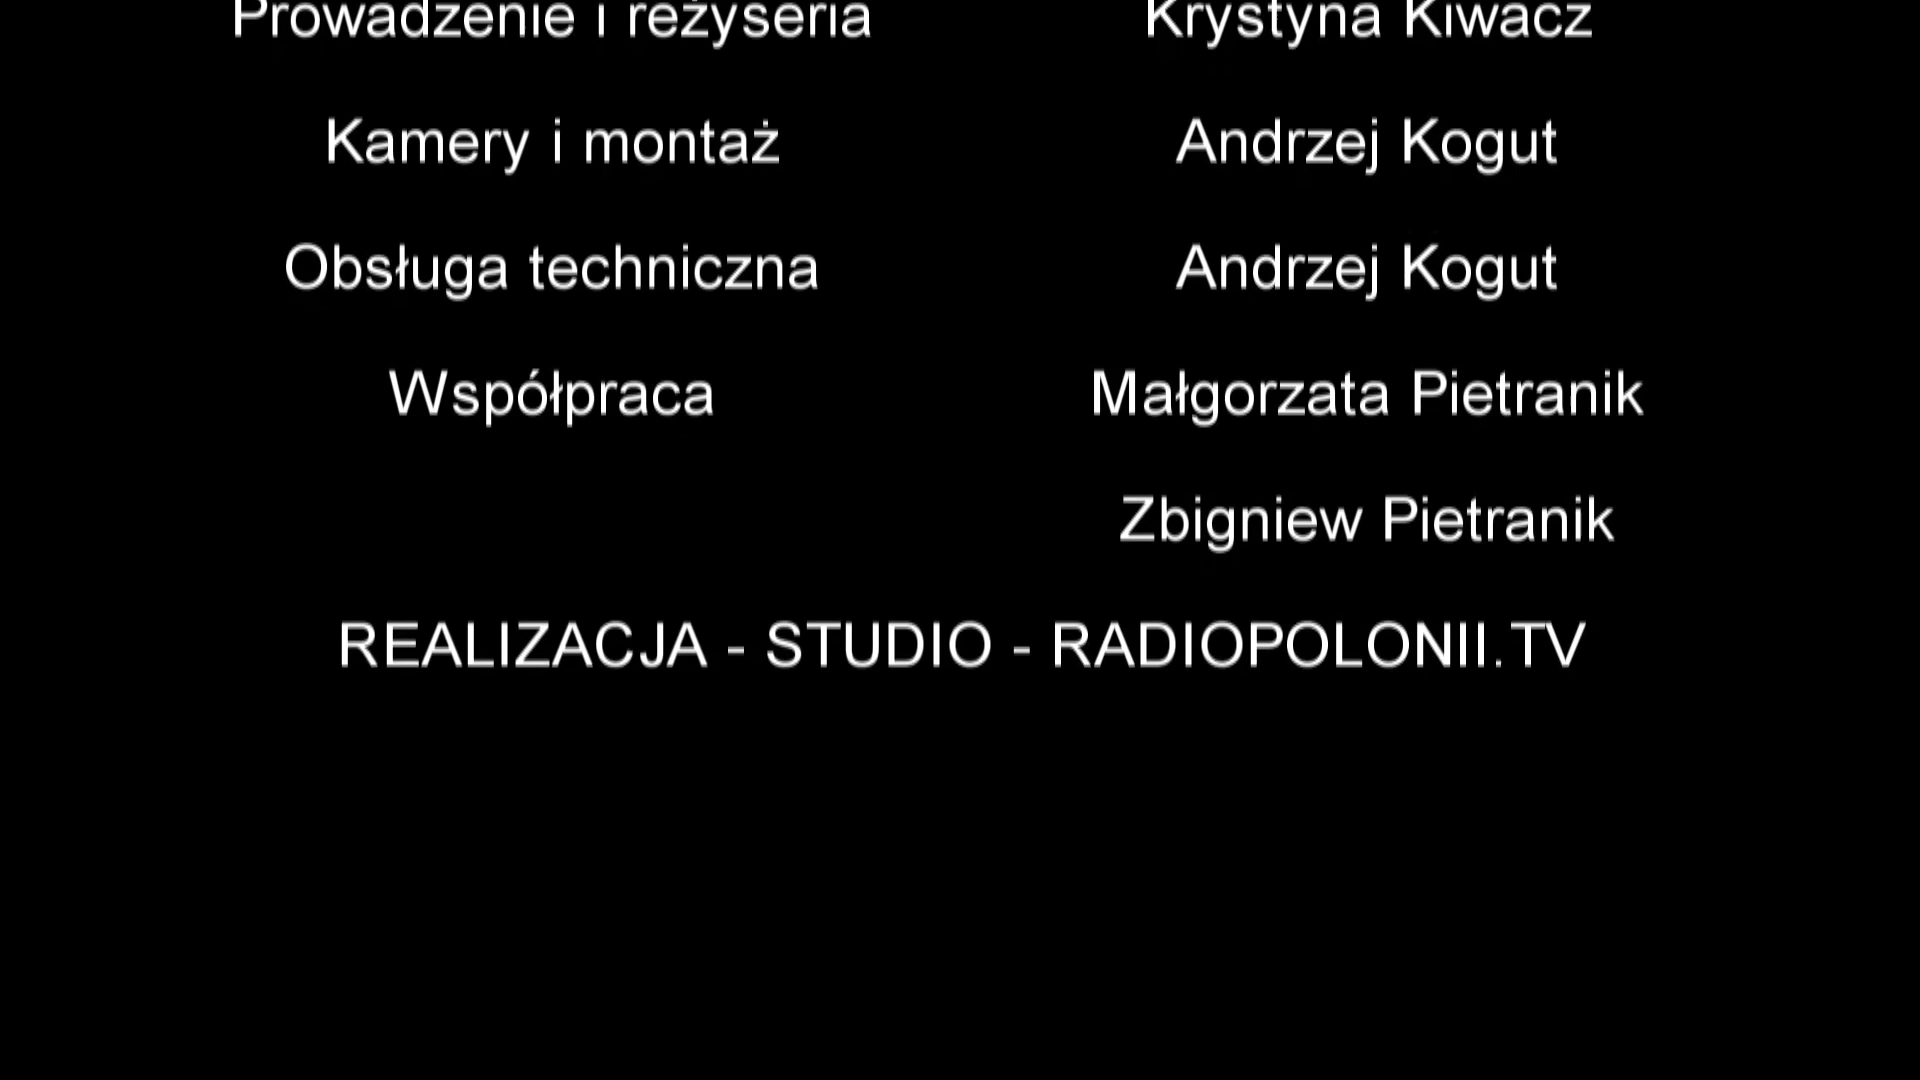 Prowadzenie i reżyseria Krystyna Kiwacz
Kamery i montaż Andrzej Kogut
Obsługa techniczna Andrzej Kogut
Współpraca Małgorzata Pietranik
Zbigniew Pietranik
REALIZACJA - STUDIO - RADIOPOLONII.TV